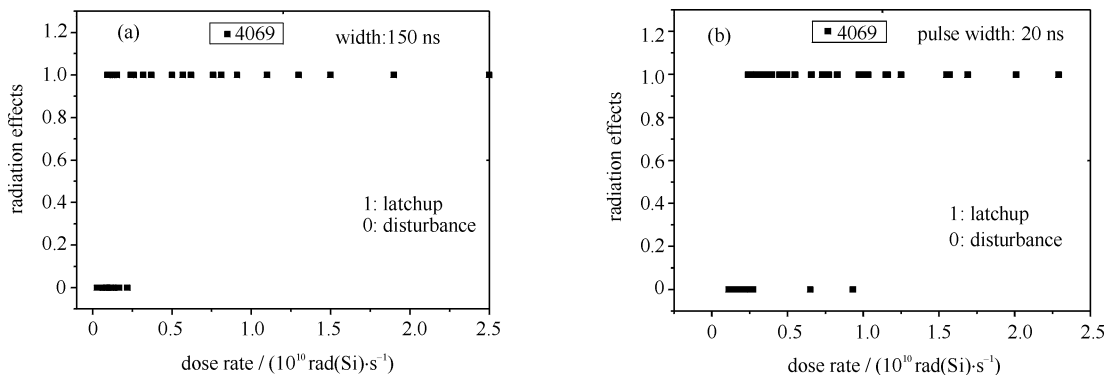 (a)
4069
width:150 ns
1.2
1.0
0.8
0.6
0.4
0.2
0
radiation effects
1: latchup
0: disturbance
0 0.5 1.0 1.5 2.0 2.5
dose rate / (10¹⁰ rad(Si)·s⁻¹)
(b)
4069
pulse width: 20 ns
1.2
1.0
0.8
0.6
0.4
0.2
0
radiation effects
1: latchup
0: disturbance
0 0.5 1.0 1.5 2.0 2.5
dose rate / (10¹⁰ rad(Si)·s⁻¹)